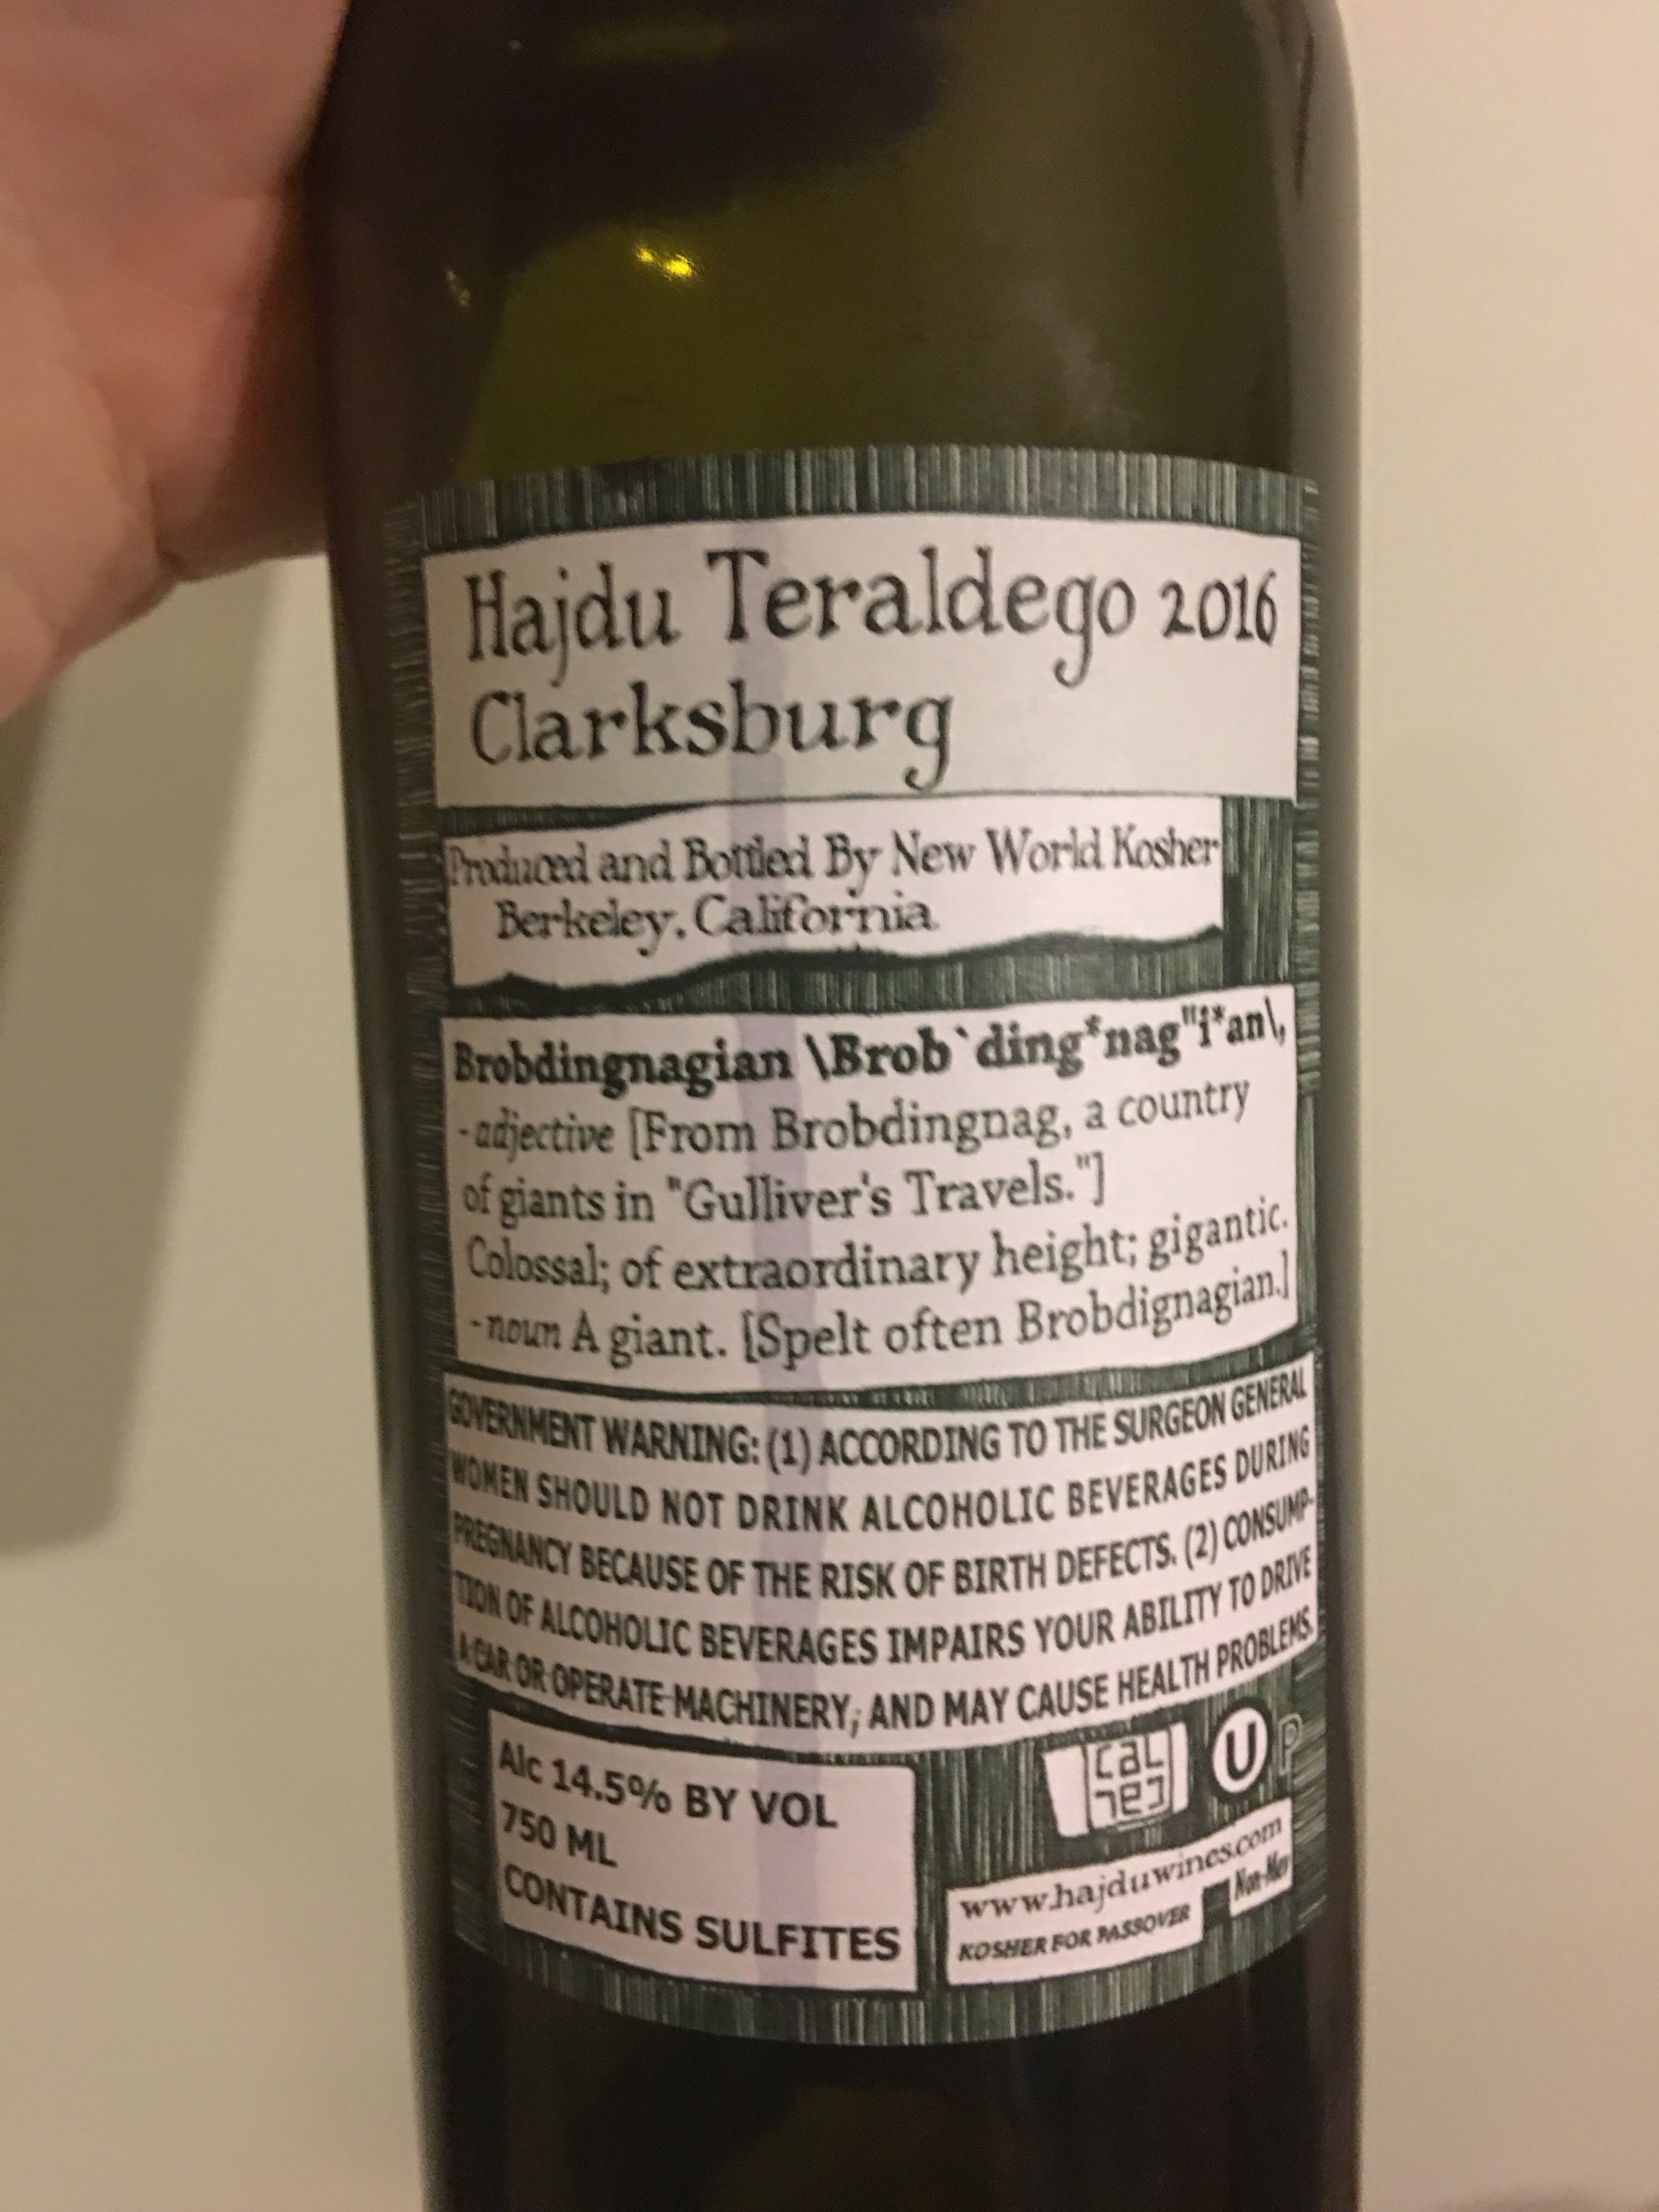 Hajdu Teraldego 2016
Clarksburg
Produced and Bottled By New World Kosher
Berkeley, California
Brobdingnagian \Brob`ding*nag"i*an\,
-adjective [From Brobdingnag, a country
of giants in "Gulliver's Travels."]
Colossal; of extraordinary height; gigantic.
-noun A giant. [Spelt often Brobdignagian.]
GOVERNMENT WARNING: (1) ACCORDING TO THE SURGEON GENERAL
WOMEN SHOULD NOT DRINK ALCOHOLIC BEVERAGES DURING
PREGNANCY BECAUSE OF THE RISK OF BIRTH DEFECTS. (2) CONSUMP-
TION OF ALCOHOLIC BEVERAGES IMPAIRS YOUR ABILITY TO DRIVE
A CAR OR OPERATE MACHINERY, AND MAY CAUSE HEALTH PROBLEMS.
Alc 14.5% BY VOL
750 ML
CONTAINS SULFITES
U P
www.hajduwines.com
KOSHER FOR PASSOVER Non-Mev